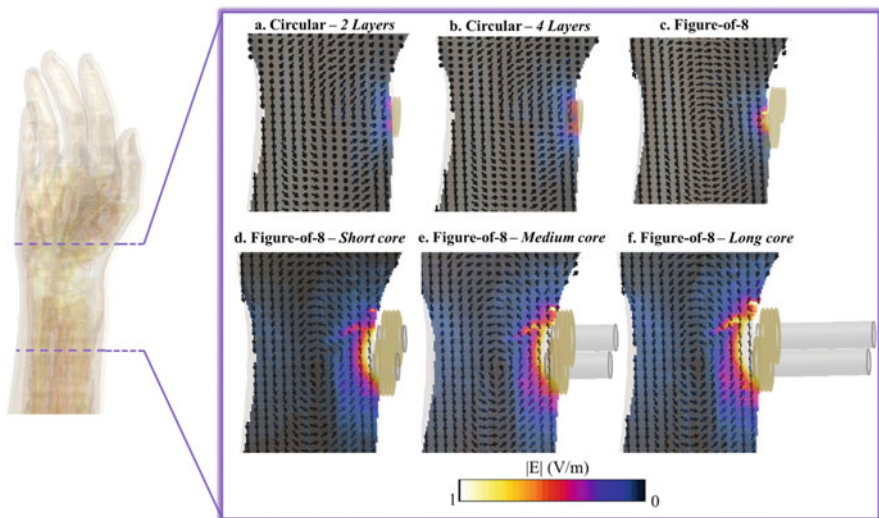 a. Circular – 2 Layers
b. Circular – 4 Layers
c. Figure-of-8
d. Figure-of-8 – Short core
e. Figure-of-8 – Medium core
f. Figure-of-8 – Long core
|E| (V/m)
1 0